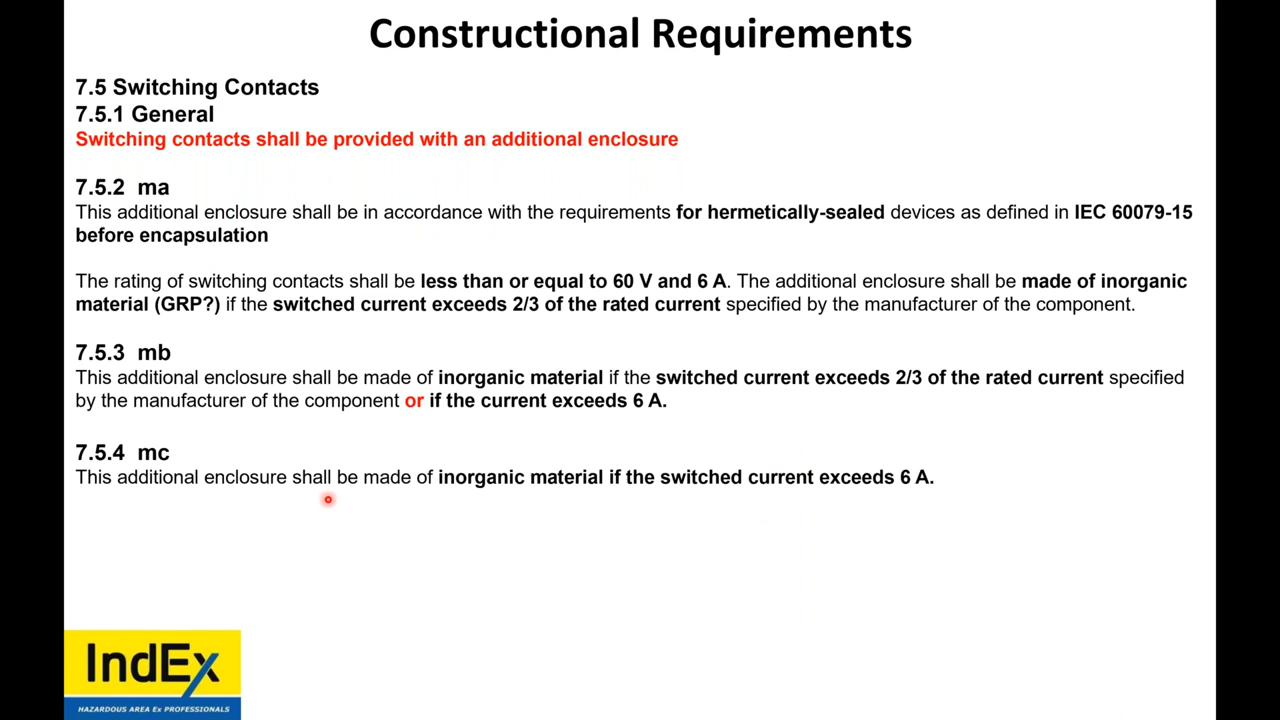 Constructional Requirements
7.5 Switching Contacts
7.5.1 General
Switching contacts shall be provided with an additional enclosure
7.5.2 ma
This additional enclosure shall be in accordance with the requirements for hermetically-sealed devices as defined in IEC 60079-15
before encapsulation
The rating of switching contacts shall be less than or equal to 60 V and 6 A. The additional enclosure shall be made of inorganic
material (GRP?) if the switched current exceeds 2/3 of the rated current specified by the manufacturer of the component.
7.5.3 mb
This additional enclosure shall be made of inorganic material if the switched current exceeds 2/3 of the rated current specified
by the manufacturer of the component or if the current exceeds 6 A.
7.5.4 mc
This additional enclosure shall be made of inorganic material if the switched current exceeds 6 A.
IndEx
HAZARDOUS AREA Ex PROFESSIONALS